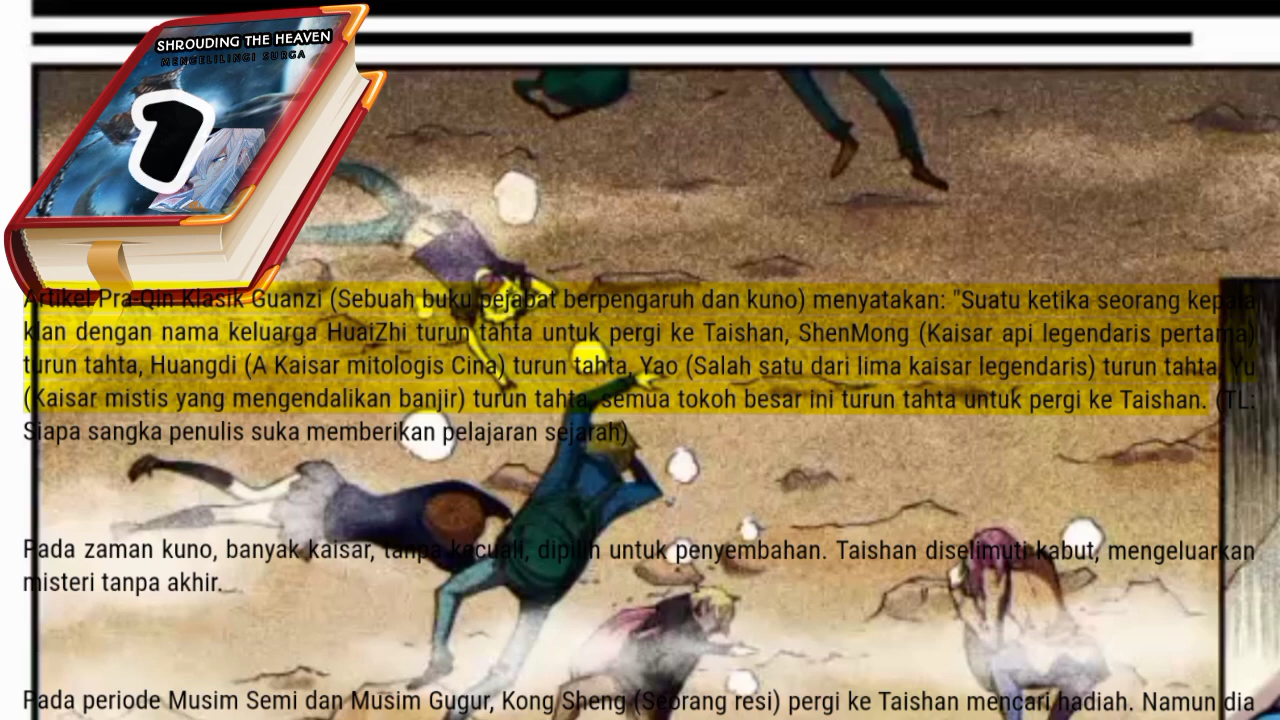 SHROUDING THE HEAVEN
MENGELILINGI SURGA
1
Artikel Pra-Qin Klasik Guanzi (Sebuah buku pejabat berpengaruh dan kuno) menyatakan: "Suatu ketika seorang kepala
klan dengan nama keluarga HuaiZhi turun tahta untuk pergi ke Taishan, ShenMong (Kaisar api legendaris pertama)
turun tahta, Huangdi (A Kaisar mitologis Cina) turun tahta, Yao (Salah satu dari lima kaisar legendaris) turun tahta, Yu
(Kaisar mistis yang mengendalikan banjir) turun tahta, semua tokoh besar ini turun tahta untuk pergi ke Taishan. (TL:
Siapa sangka penulis suka memberikan pelajaran sejarah)
Pada zaman kuno, banyak kaisar, tanpa kecuali, dipilih untuk penyembahan. Taishan diselimuti kabut, mengeluarkan
misteri tanpa akhir.
Pada periode Musim Semi dan Musim Gugur, Kong Sheng (Seorang resi) pergi ke Taishan mencari hadiah. Namun dia